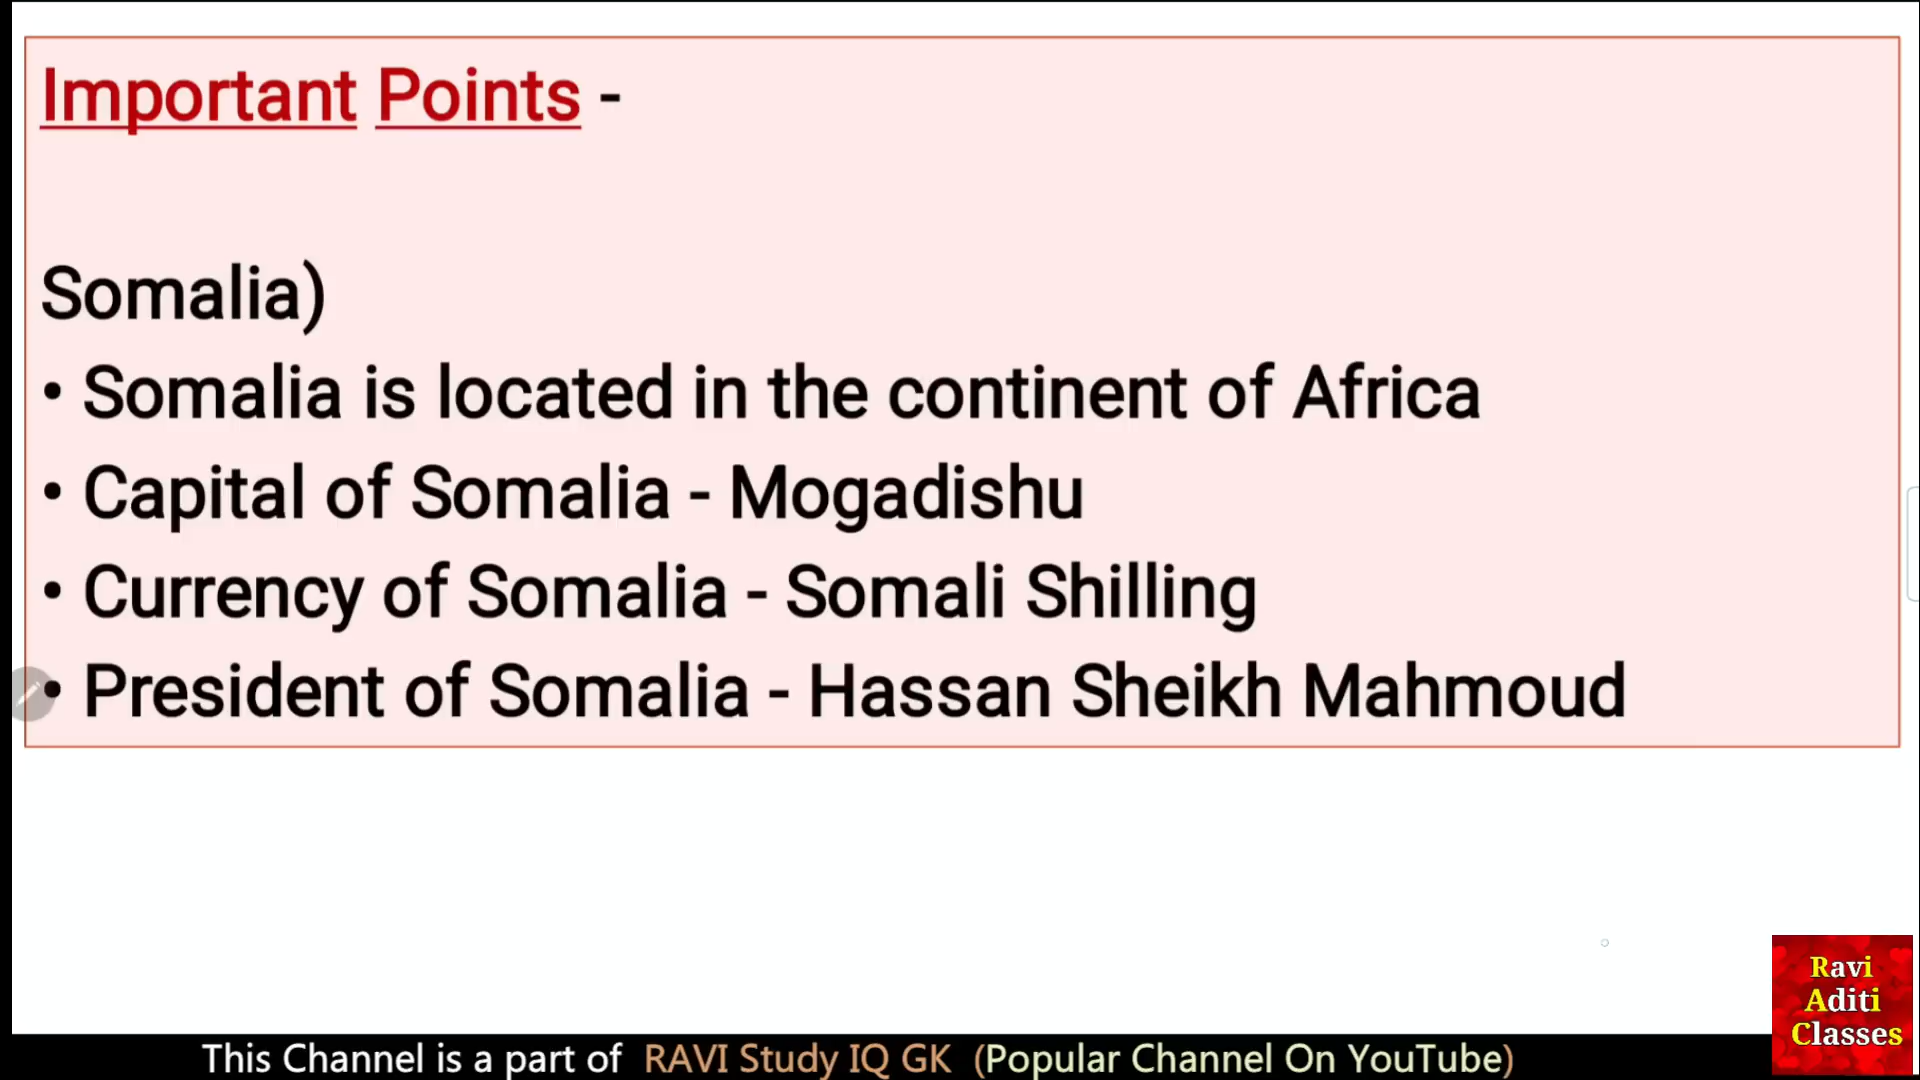 Important Points -
Somalia)
• Somalia is located in the continent of Africa
• Capital of Somalia - Mogadishu
• Currency of Somalia - Somali Shilling
• President of Somalia - Hassan Sheikh Mahmoud
Ravi
Aditi
Classes
This Channel is a part of RAVI Study IQ GK (Popular Channel On YouTube)